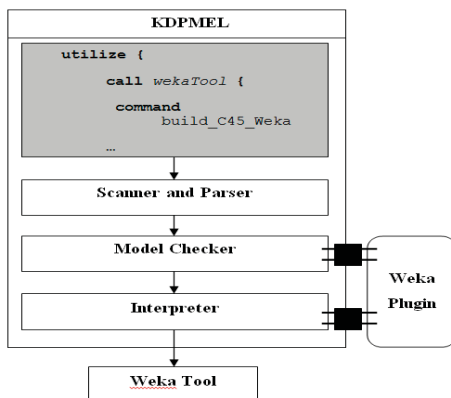 KDPMEL
utilize {
call wekaTool {
command
build_C45_Weka
…
Scanner and Parser
Model Checker
Weka
Plugin
Interpreter
Weka Tool